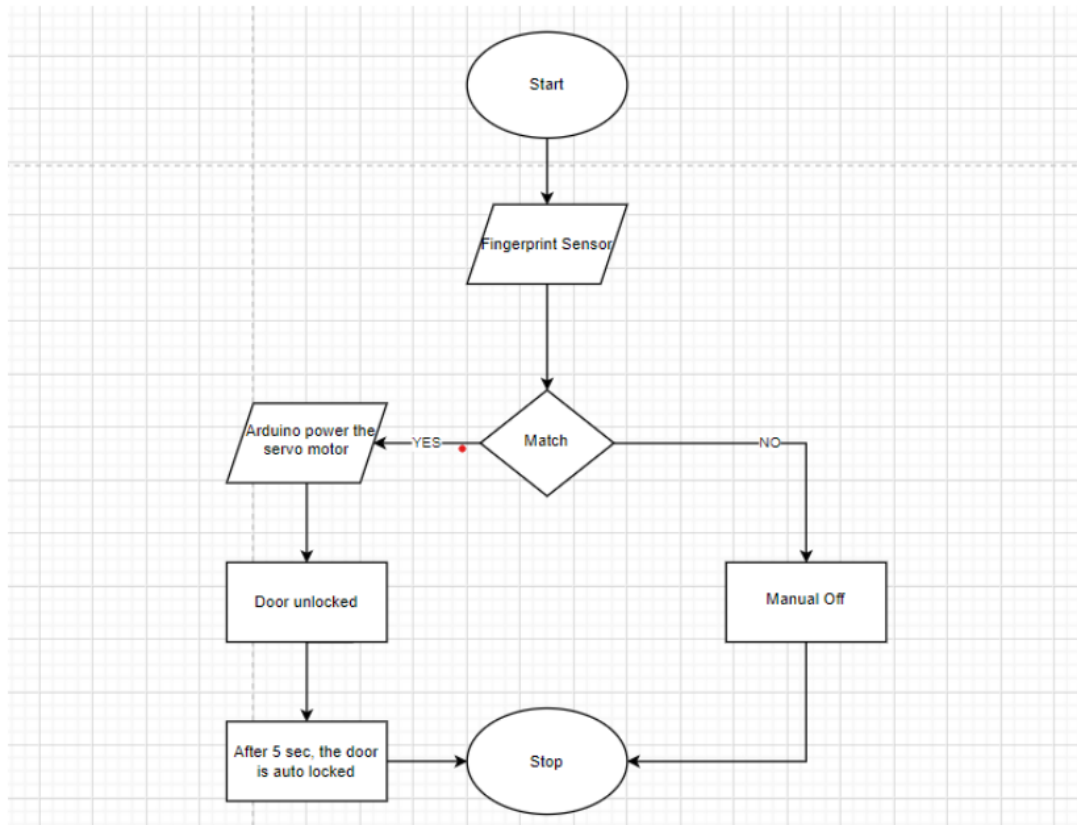 Start
Fingerprint Sensor
Match
YES
NO
Arduino power the
servo motor
Door unlocked
Manual Off
After 5 sec, the door
is auto locked
Stop